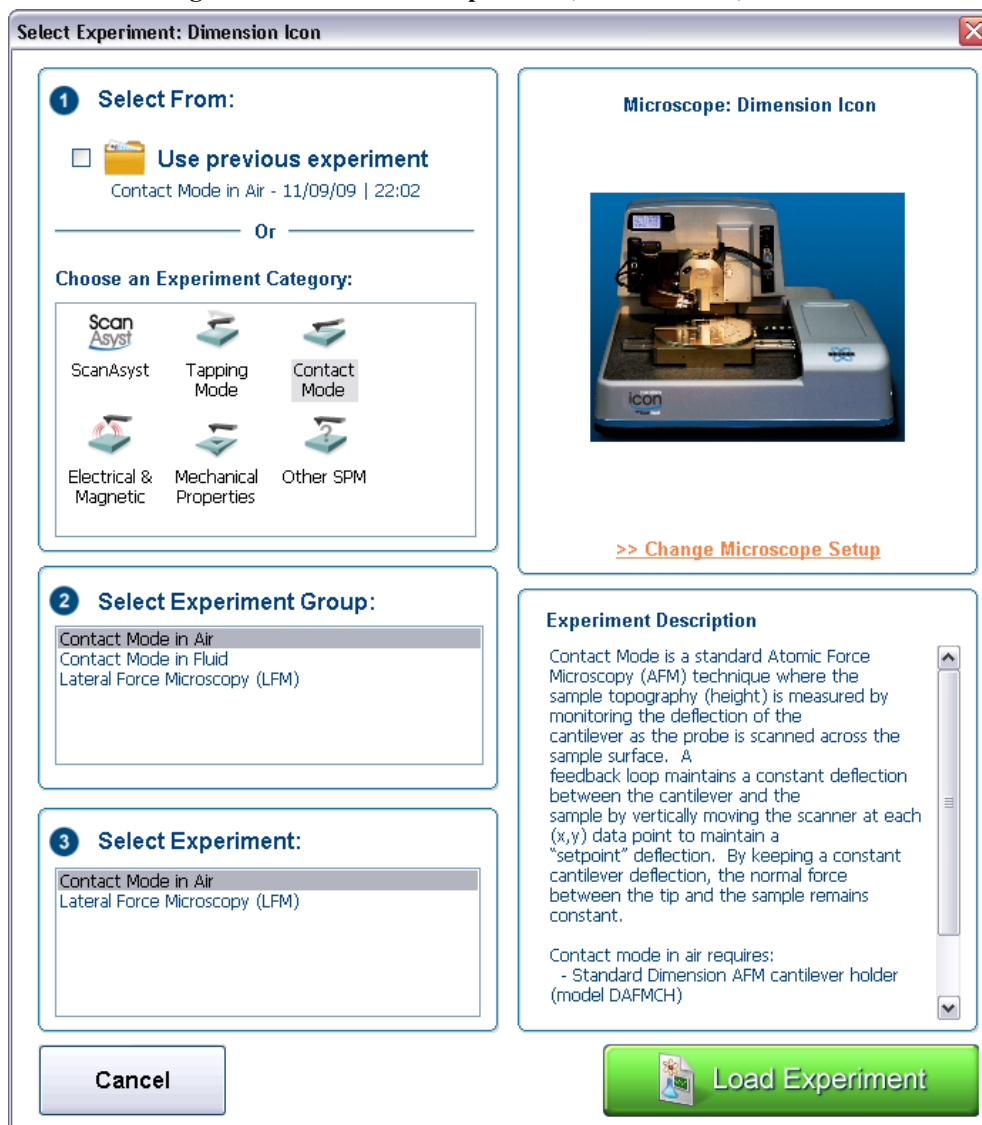 Select Experiment: Dimension Icon
1 Select From:
Use previous experiment
Contact Mode in Air - 11/09/09 | 22:02
Or
Choose an Experiment Category:
Scan
Asyst
ScanAsyst
Tapping
Mode
Contact
Mode
Electrical &
Magnetic
Mechanical
Properties
?
Other SPM
2 Select Experiment Group:
Contact Mode in Air
Contact Mode in Fluid
Lateral Force Microscopy (LFM)
3 Select Experiment:
Contact Mode in Air
Lateral Force Microscopy (LFM)
Cancel
Microscope: Dimension Icon
icon
>> Change Microscope Setup
Experiment Description
Contact Mode is a standard Atomic Force
Microscopy (AFM) technique where the
sample topography (height) is measured by
monitoring the deflection of the
cantilever as the probe is scanned across the
sample surface. A
feedback loop maintains a constant deflection
between the cantilever and the
sample by vertically moving the scanner at each
(x,y) data point to maintain a
"setpoint" deflection. By keeping a constant
cantilever deflection, the normal force
between the tip and the sample remains
constant.
Contact mode in air requires:
- Standard Dimension AFM cantilever holder
(model DAFMCH)
Load Experiment